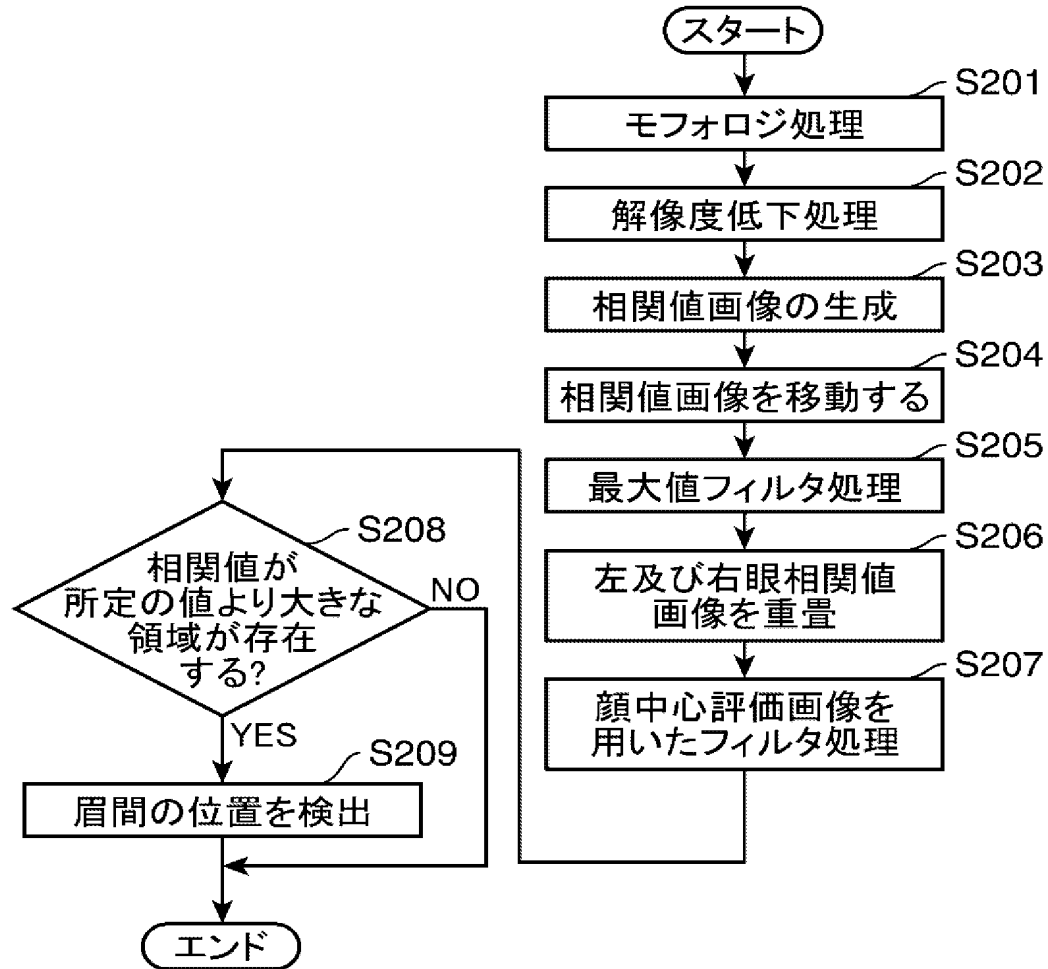 スタート
S201
モフォロジ処理
S202
解像度低下処理
S203
相関値画像の生成
S204
相関値画像を移動する
S205
最大値フィルタ処理
S206
左及び右眼相関値
画像を重畳
S207
顔中心評価画像を
用いたフィルタ処理
S208
相関値が
所定の値より大きな
領域が存在
する?
NO
YES
S209
眉間の位置を検出
エンド